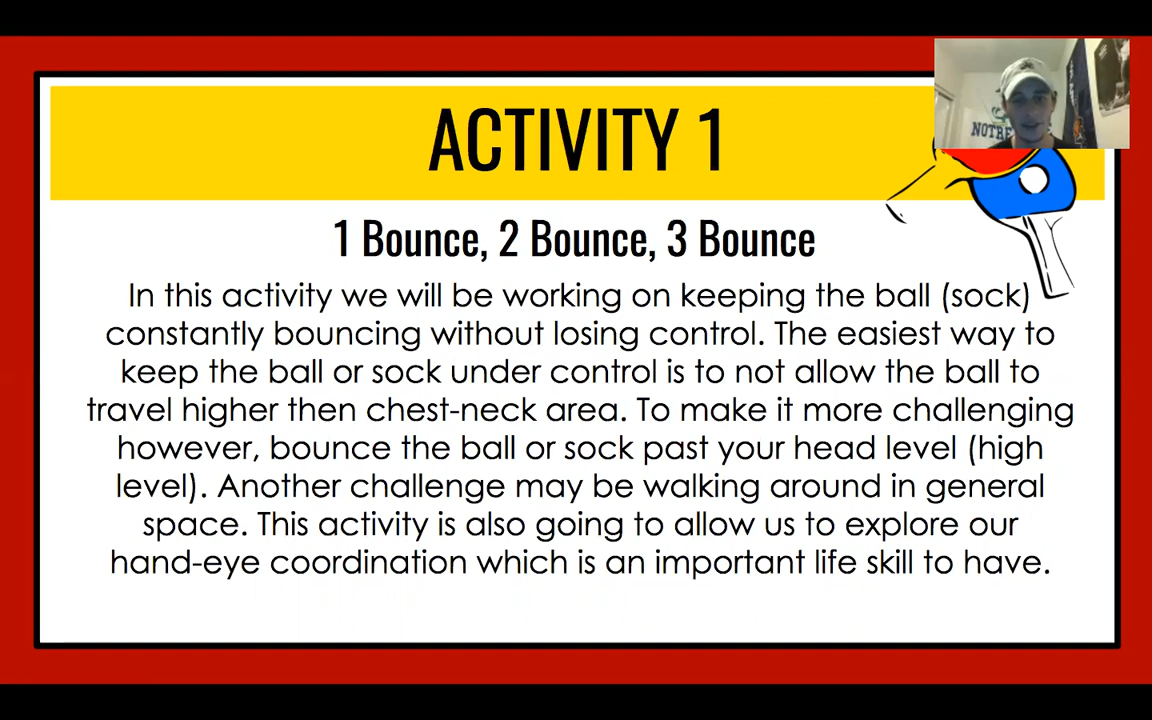 ACTIVITY 1
NOTRE
1 Bounce, 2 Bounce, 3 Bounce
In this activity we will be working on keeping the ball (sock)
constantly bouncing without losing control. The easiest way to
keep the ball or sock under control is to not allow the ball to
travel higher then chest-neck area. To make it more challenging
however, bounce the ball or sock past your head level (high
level). Another challenge may be walking around in general
space. This activity is also going to allow us to explore our
hand-eye coordination which is an important life skill to have.